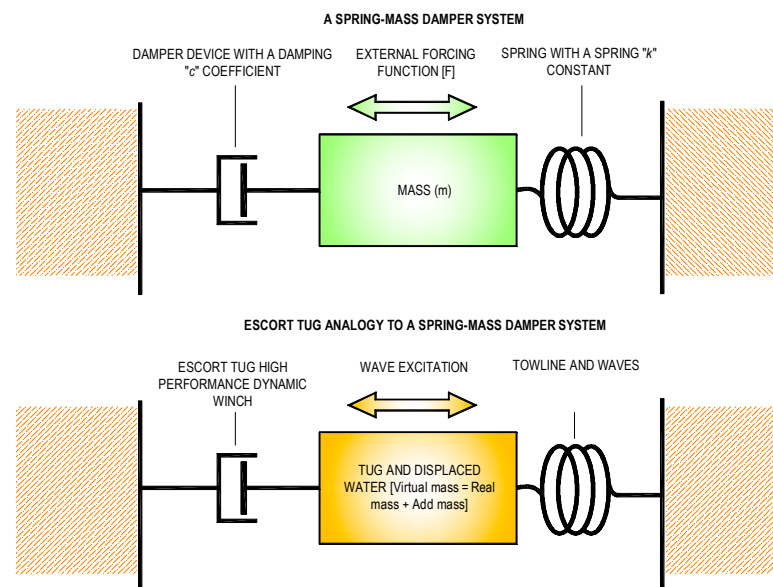 A SPRING-MASS DAMPER SYSTEM
DAMPER DEVICE WITH A DAMPING
"c" COEFFICIENT
EXTERNAL FORCING
FUNCTION [F]
SPRING WITH A SPRING "k"
CONSTANT
MASS (m)
ESCORT TUG ANALOGY TO A SPRING-MASS DAMPER SYSTEM
ESCORT TUG HIGH
PERFORMANCE DYNAMIC
WINCH
WAVE EXCITATION
TOWLINE AND WAVES
TUG AND DISPLACED
WATER [Virtual mass = Real
mass + Add mass]